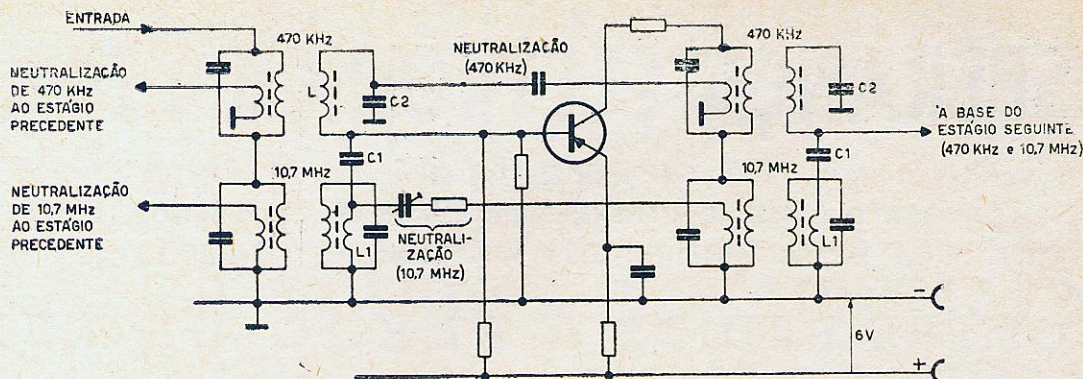 ENTRADA
470 KHz
NEUTRALIZAÇÃO
DE 470 KHz
AO ESTÁGIO
PRECEDENTE
L
C2
NEUTRALIZAÇÃO
(470 KHz)
470 KHz
C2
C1
C1
'A BASE DO
ESTÁGIO SEGUINTE
(470 KHz e 10,7 MHz)
10,7 MHz
10,7 MHz
NEUTRALIZAÇÃO
DE 10,7 MHz
AO ESTÁGIO
PRECEDENTE
L1
NEUTRALI-
ZAÇÃO
(10,7 MHz)
L1
-
6V
+